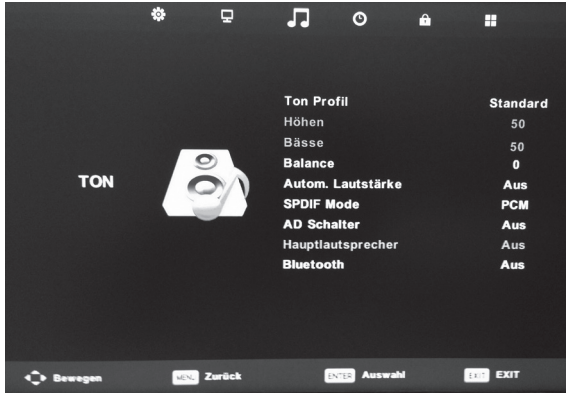 Ton Profil Standard
Höhen 50
Bässe 50
Balance 0
TON
Autom. Lautstärke Aus
SPDIF Mode PCM
AD Schalter Aus
Hauptlautsprecher Aus
Bluetooth Aus
Bewegen MENU Zurück ENTER Auswahl EXIT EXIT